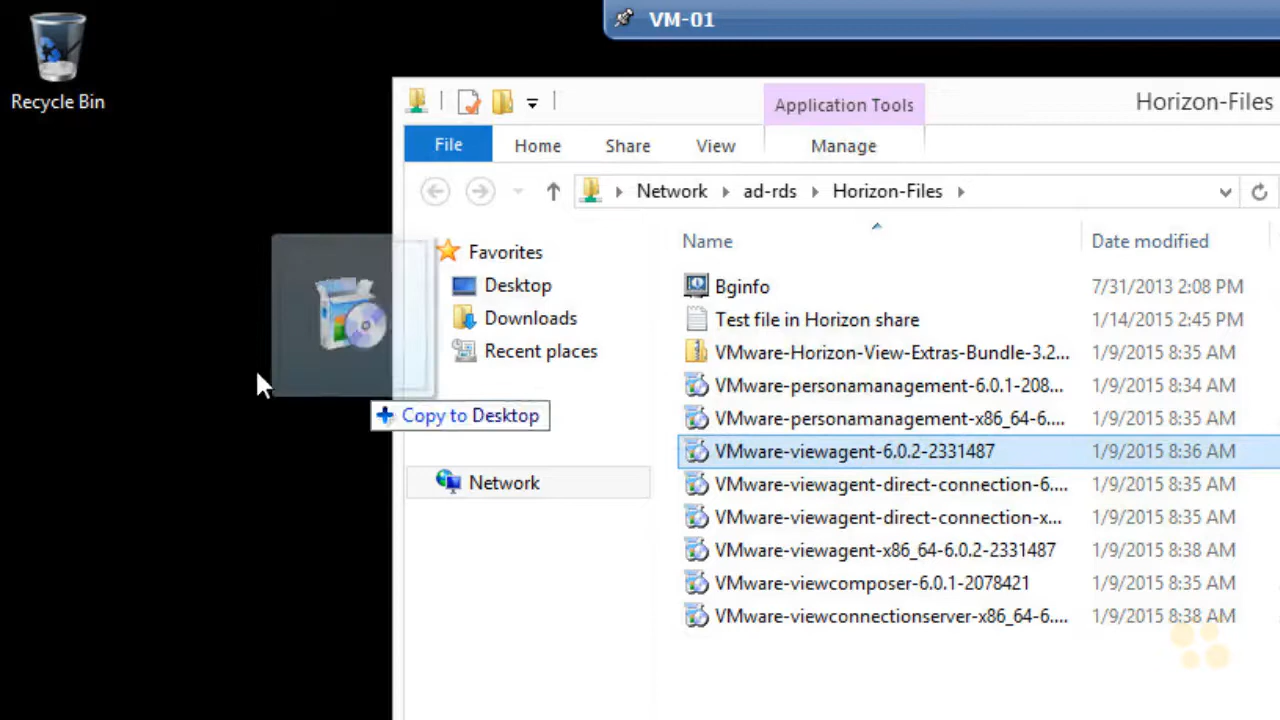 VM-01
Recycle Bin
Application Tools
Horizon-Files
File Home Share View Manage
Network ad-rds Horizon-Files
Name Date modified
Favorites
Desktop
Downloads
Recent places
Network
Bginfo 7/31/2013 2:08 PM
Test file in Horizon share 1/14/2015 2:45 PM
VMware-Horizon-View-Extras-Bundle-3.2... 1/9/2015 8:35 AM
VMware-personamanagement-6.0.1-208... 1/9/2015 8:34 AM
VMware-personamanagement-x86_64-6.... 1/9/2015 8:35 AM
VMware-viewagent-6.0.2-2331487 1/9/2015 8:36 AM
VMware-viewagent-direct-connection-6.... 1/9/2015 8:35 AM
VMware-viewagent-direct-connection-x... 1/9/2015 8:35 AM
VMware-viewagent-x86_64-6.0.2-2331487 1/9/2015 8:38 AM
VMware-viewcomposer-6.0.1-2078421 1/9/2015 8:35 AM
VMware-viewconnectionserver-x86_64-6.... 1/9/2015 8:38 AM
Copy to Desktop